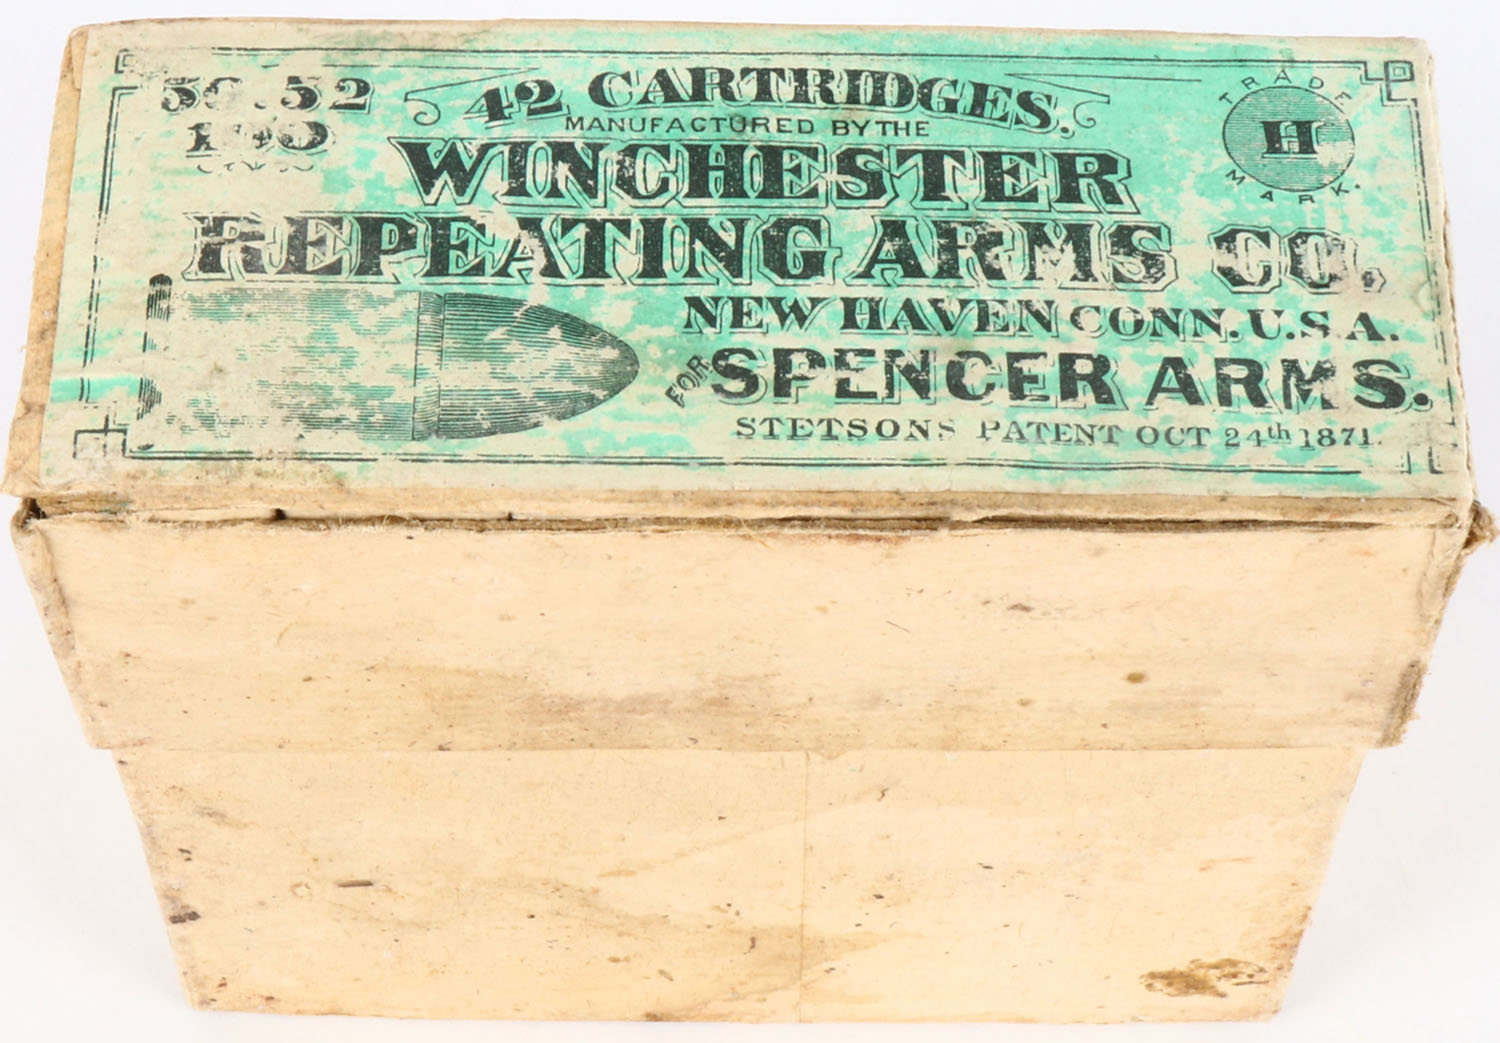 56.52
42 CARTRIDGES.
MANUFACTURED BY THE
WINCHESTER
REPEATING ARMS CO.
NEW HAVEN CONN. U.S.A.
FOR SPENCER ARMS.
STETSONS PATENT OCT 24th 1871.
TRADE
H
MARK.